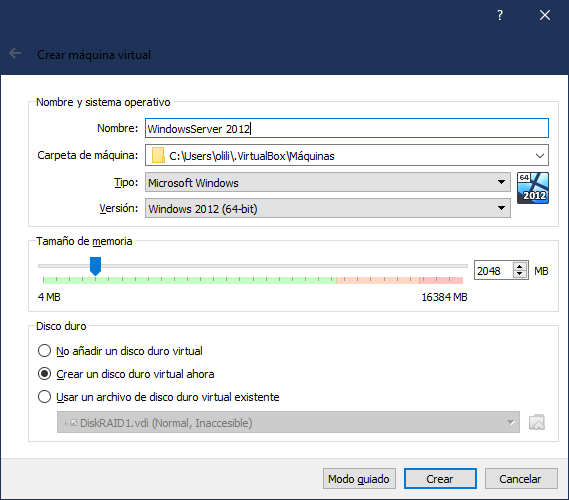 ?
Crear máquina virtual
Nombre y sistema operativo
Nombre: WindowsServer 2012
Carpeta de máquina: C:\Users\olili\.VirtualBox\Máquinas
Tipo: Microsoft Windows
64
2012
Versión: Windows 2012 (64-bit)
Tamaño de memoria
2048 MB
4 MB 16384 MB
Disco duro
No añadir un disco duro virtual
Crear un disco duro virtual ahora
Usar un archivo de disco duro virtual existente
DiskRAID1.vdi (Normal, Inaccesible)
Modo guiado Crear Cancelar